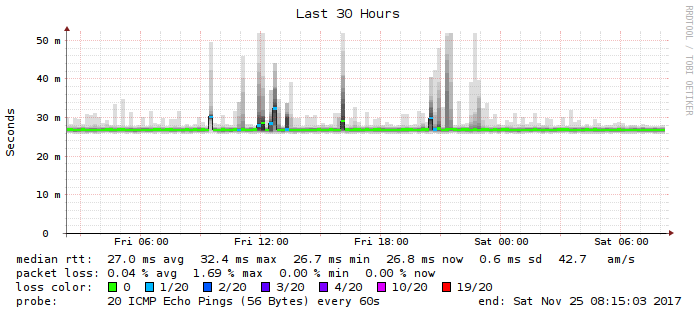 Last 30 Hours
RRDTOOL / TOBI OETIKER
Seconds
50 m
40 m
30 m
20 m
10 m
0
Fri 06:00 Fri 12:00 Fri 18:00 Sat 00:00 Sat 06:00
median rtt: 27.0 ms avg 32.4 ms max 26.7 ms min 26.8 ms now 0.6 ms sd 42.7 am/s
packet loss: 0.04 % avg 1.69 % max 0.00 % min 0.00 % now
loss color: 0 1/20 2/20 3/20 4/20 10/20 19/20
probe: 20 ICMP Echo Pings (56 Bytes) every 60s end: Sat Nov 25 08:15:03 2017